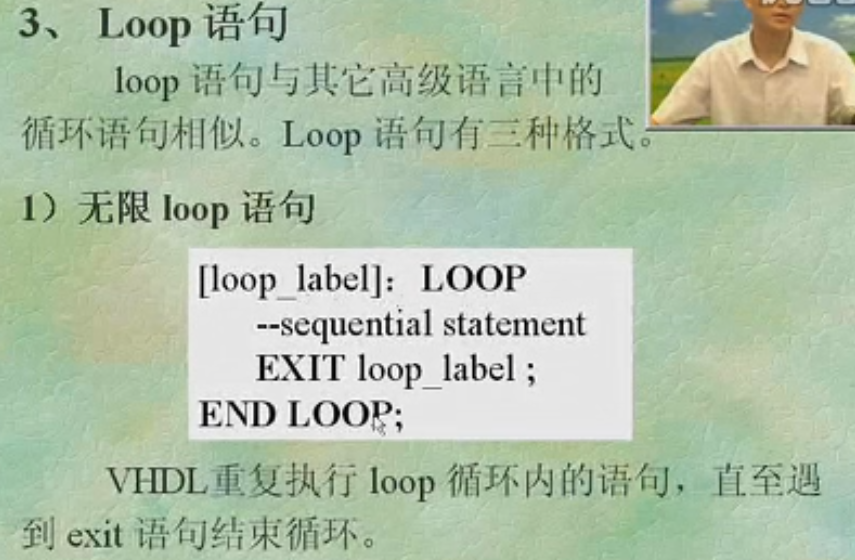 3、 Loop 语句
loop 语句与其它高级语言中的
循环语句相似。Loop 语句有三种格式。
1）无限 loop 语句
[loop_label]：LOOP
--sequential statement
EXIT loop_label ;
END LOOP;
VHDL重复执行 loop 循环内的语句，直至遇
到 exit 语句结束循环。